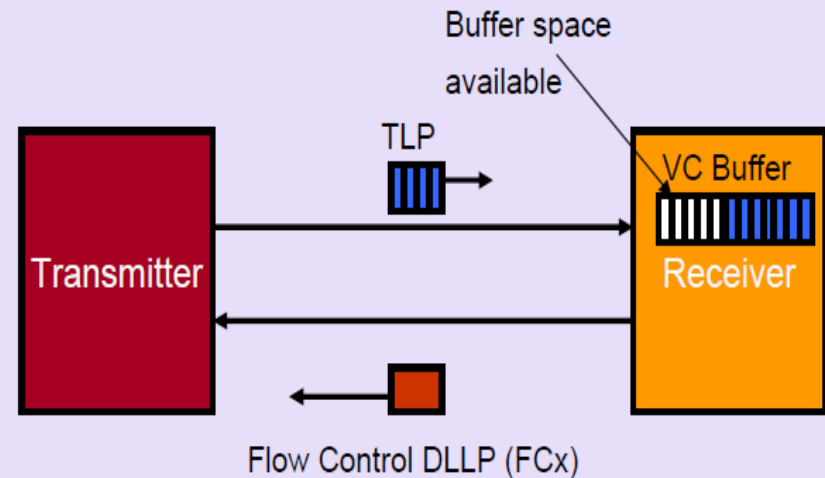 Buffer space
available
TLP
VC Buffer
Transmitter
Receiver
Flow Control DLLP (FCx)